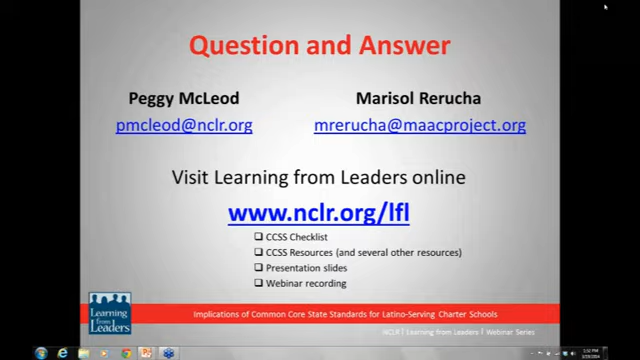 Question and Answer
Peggy McLeod
Marisol Rerucha
pmcleod@nclr.org
mrerucha@maacproject.org
Visit Learning from Leaders online
www.nclr.org/lfl
CCSS Checklist
CCSS Resources (and several other resources)
Presentation slides
Webinar recording
Learning
from
Leaders
Implications of Common Core State Standards for Latino-Serving Charter Schools
NCLR | Learning from Leaders | Webinar Series